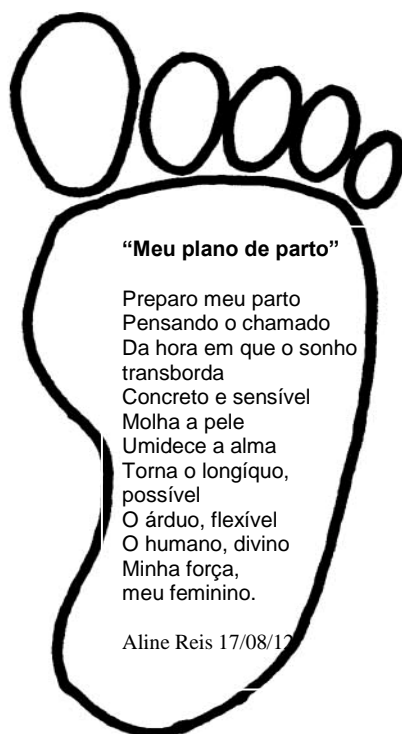 “Meu plano de parto”
Preparo meu parto
Pensando o chamado
Da hora em que o sonho
transborda
Concreto e sensível
Molha a pele
Umidece a alma
Torna o longíquo,
possível
O árduo, flexível
O humano, divino
Minha força,
meu feminino.
Aline Reis 17/08/12